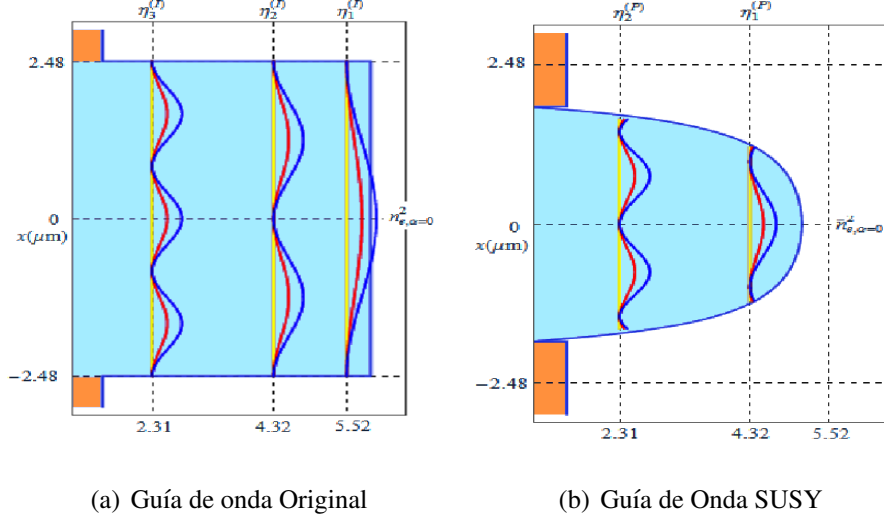 η₃⁽ᴵ⁾ η₂⁽ᴵ⁾ η₁⁽ᴵ⁾
2.48
0
x(μm)
n²ₑ,α=0
−2.48
2.31 4.32 5.52
η₂⁽ᴾ⁾ η₁⁽ᴾ⁾
2.48
0
x(μm)
−2.48
2.31 4.32 5.52
(a) Guía de onda Original
(b) Guía de Onda SUSY